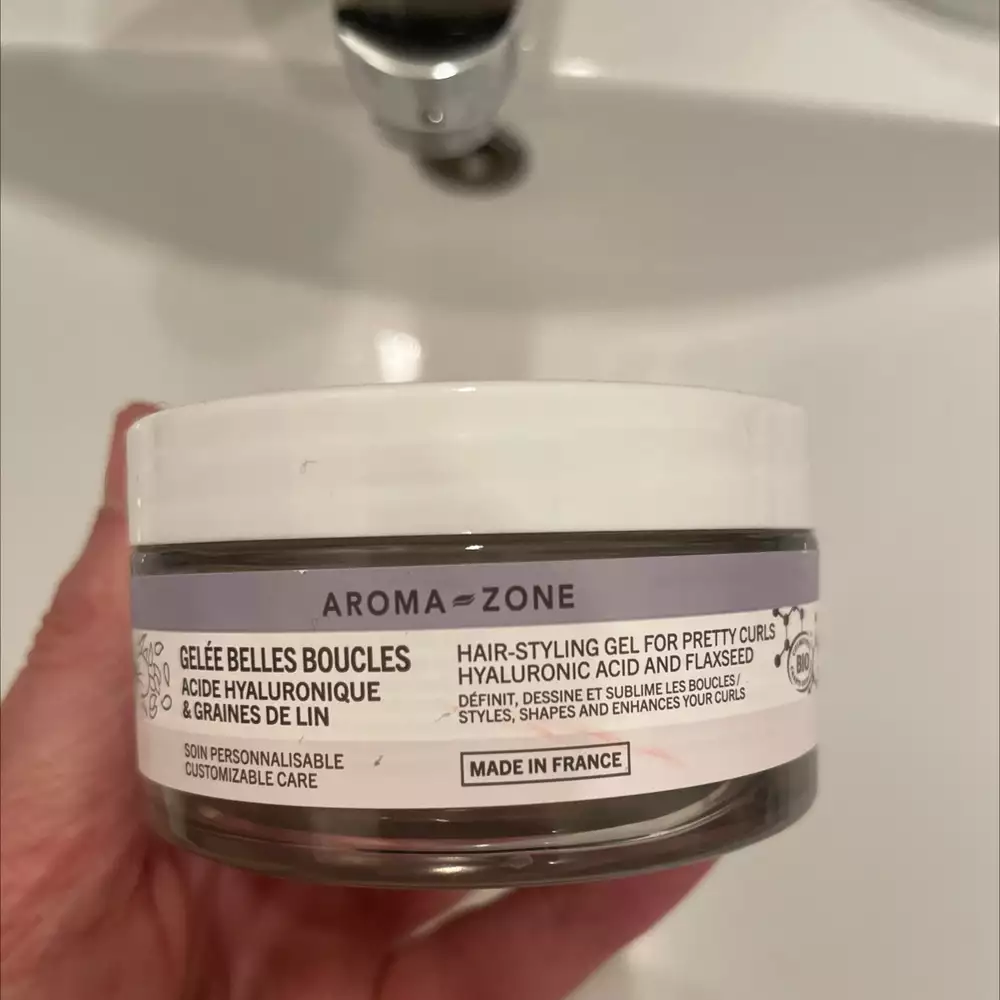 AROMA ZONE
GELÉE BELLES BOUCLES
ACIDE HYALURONIQUE
& GRAINES DE LIN
SOIN PERSONNALISABLE
CUSTOMIZABLE CARE
HAIR-STYLING GEL FOR PRETTY CURLS
HYALURONIC ACID AND FLAXSEED
DÉFINIT, DESSINE ET SUBLIME LES BOUCLES/
STYLES, SHAPES AND ENHANCES YOUR CURLS
MADE IN FRANCE
BIO